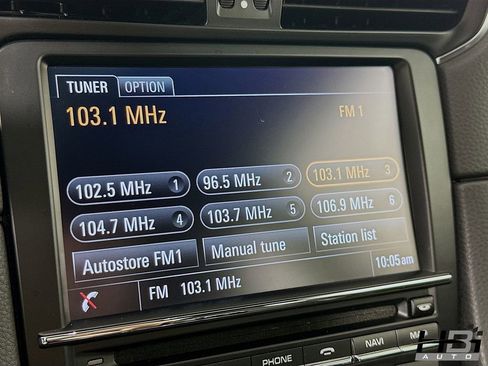 TUNER OPTION
103.1 MHz FM 1
102.5 MHz 1 96.5 MHz 2 103.1 MHz 3
104.7 MHz 4 103.7 MHz 5 106.9 MHz 6
Autostore FM1 Manual tune Station list
FM 103.1 MHz 10:05am
PHONE NAVI
HBi
AUTO